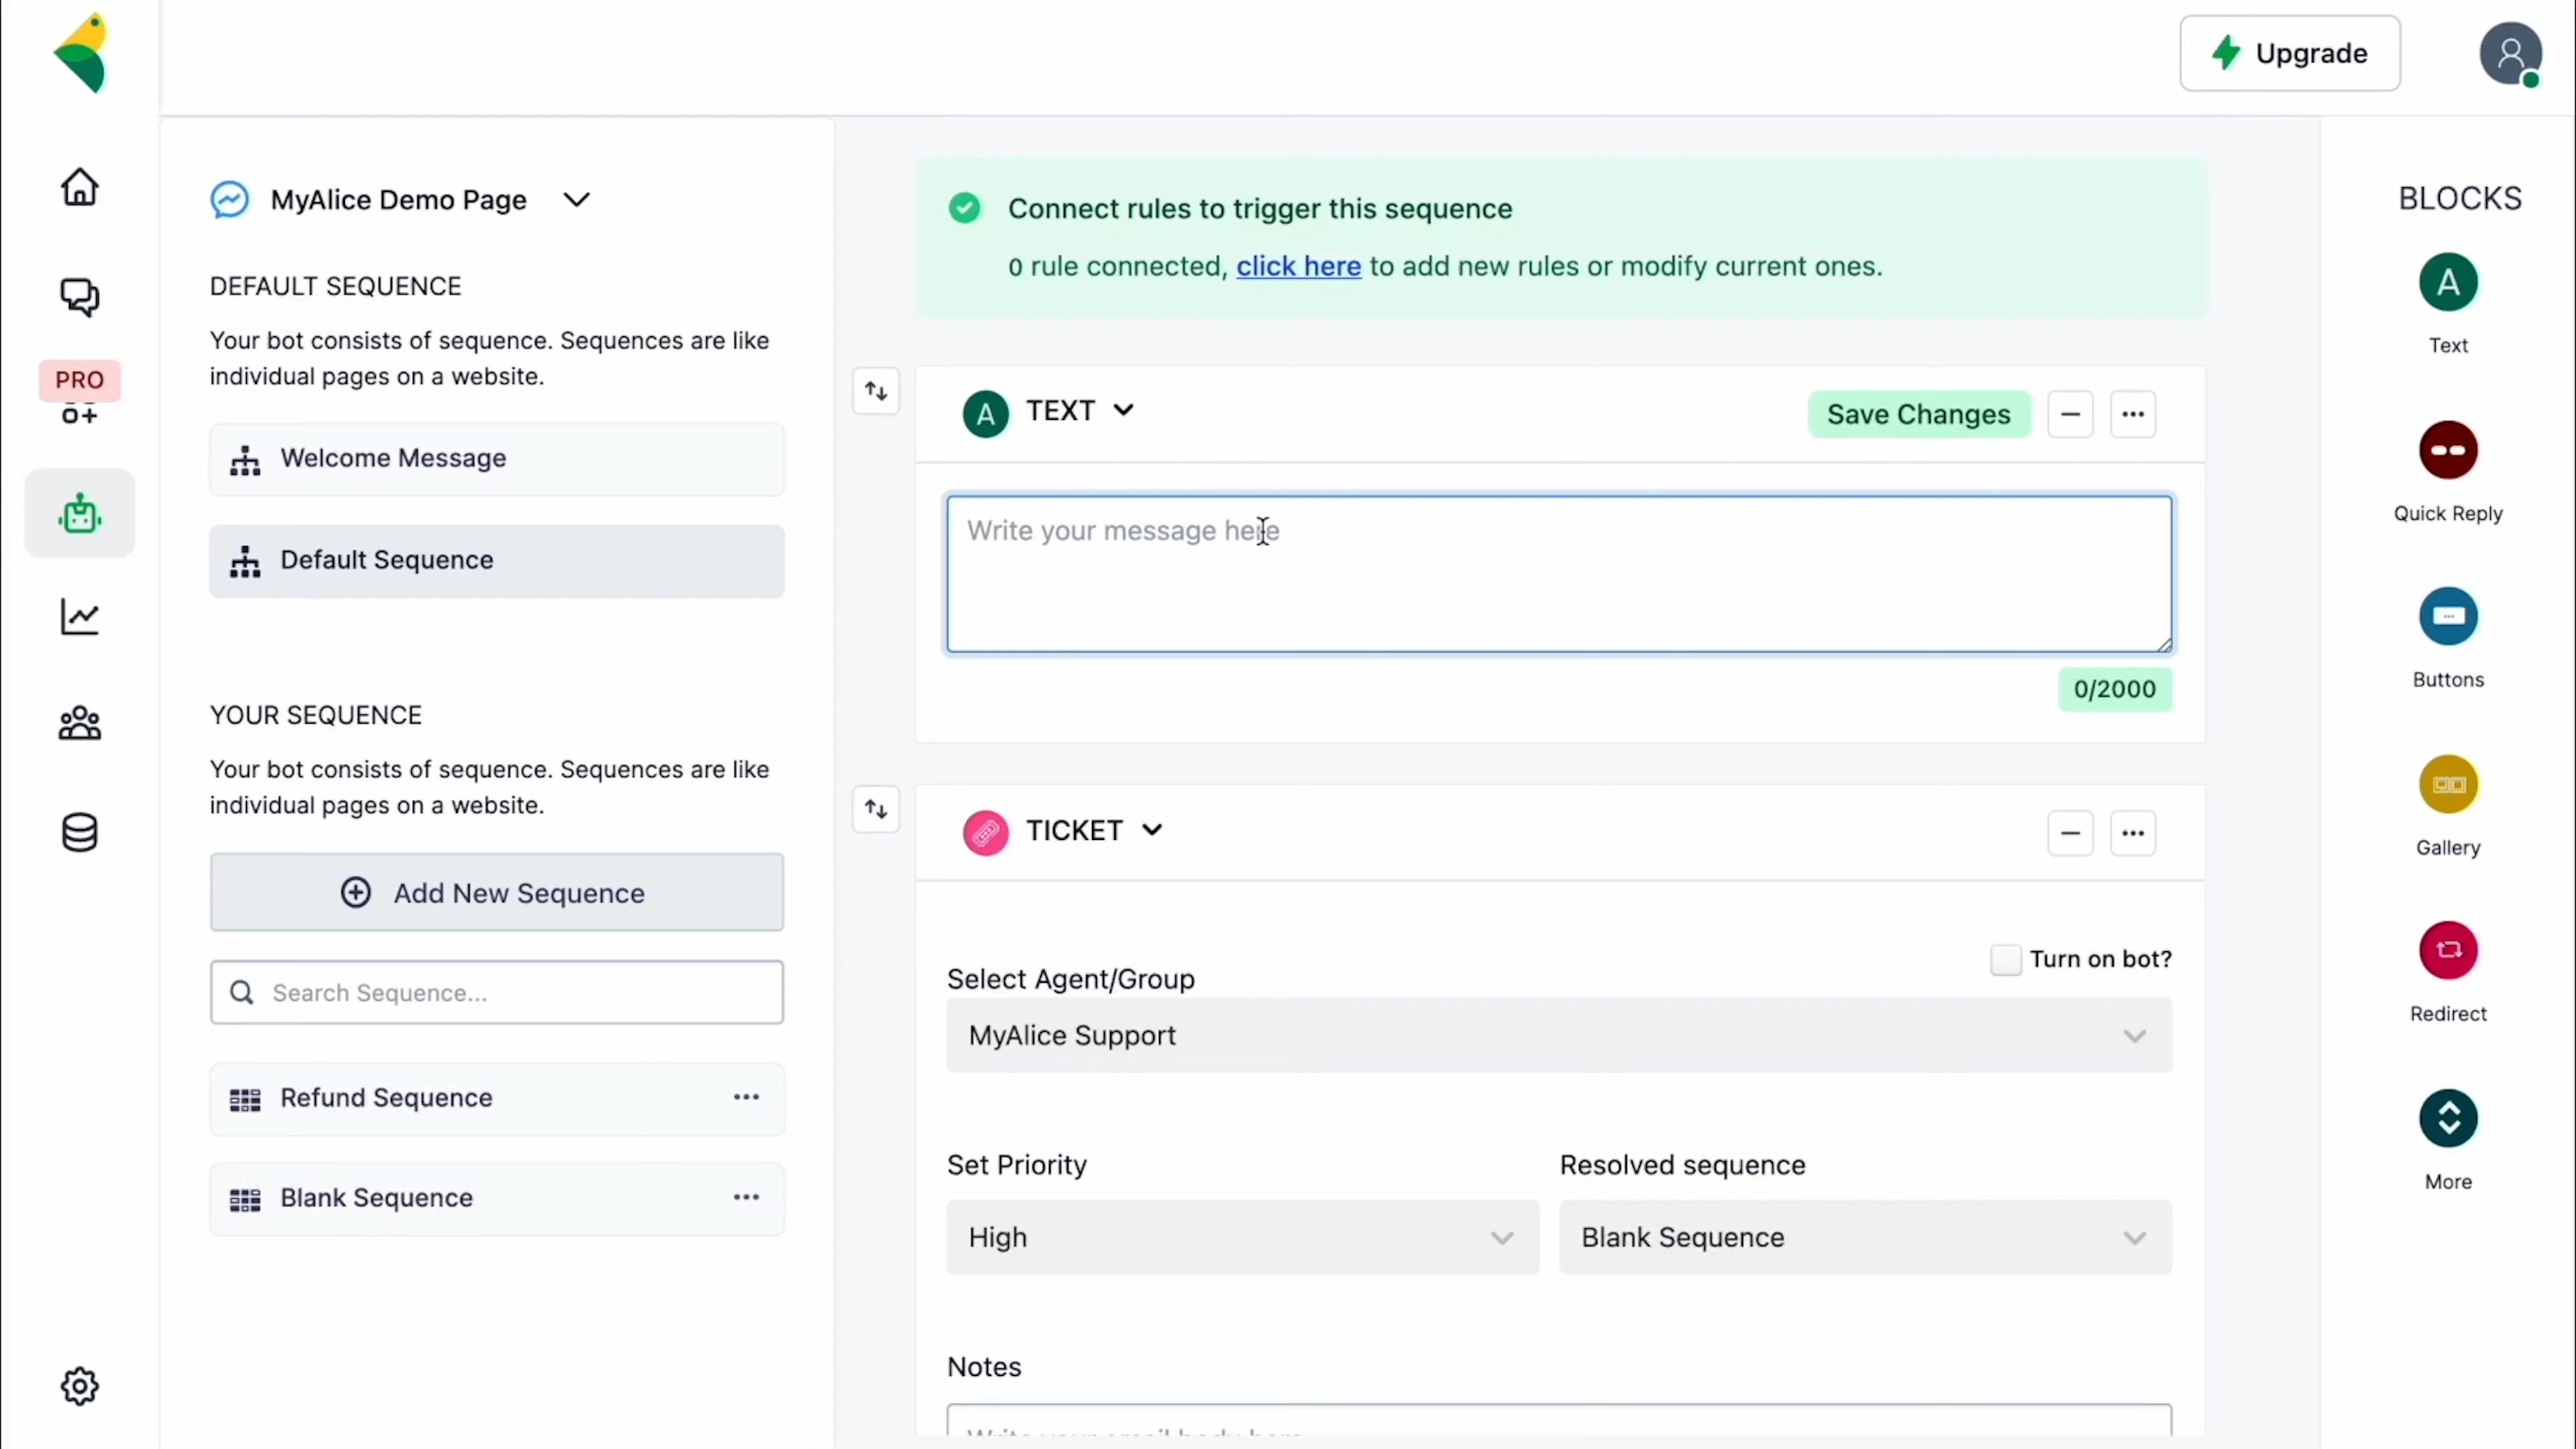 Upgrade
PRO
MyAlice Demo Page
DEFAULT SEQUENCE
Your bot consists of sequence. Sequences are like
individual pages on a website.
Welcome Message
Default Sequence
YOUR SEQUENCE
Your bot consists of sequence. Sequences are like
individual pages on a website.
Add New Sequence
Search Sequence...
Refund Sequence
Blank Sequence
Connect rules to trigger this sequence
0 rule connected, click here to add new rules or modify current ones.
A TEXT
Save Changes
Write your message here
0/2000
TICKET
Turn on bot?
Select Agent/Group
MyAlice Support
Set Priority
Resolved sequence
High
Blank Sequence
Notes
Write your email body here
BLOCKS
A
Text
Quick Reply
Buttons
Gallery
Redirect
More